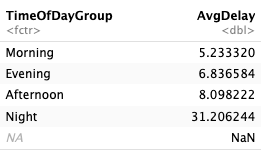 TimeOfDayGroup AvgDelay
<fctr> <dbl>
Morning 5.233320
Evening 6.836584
Afternoon 8.098222
Night 31.206244
NA NaN